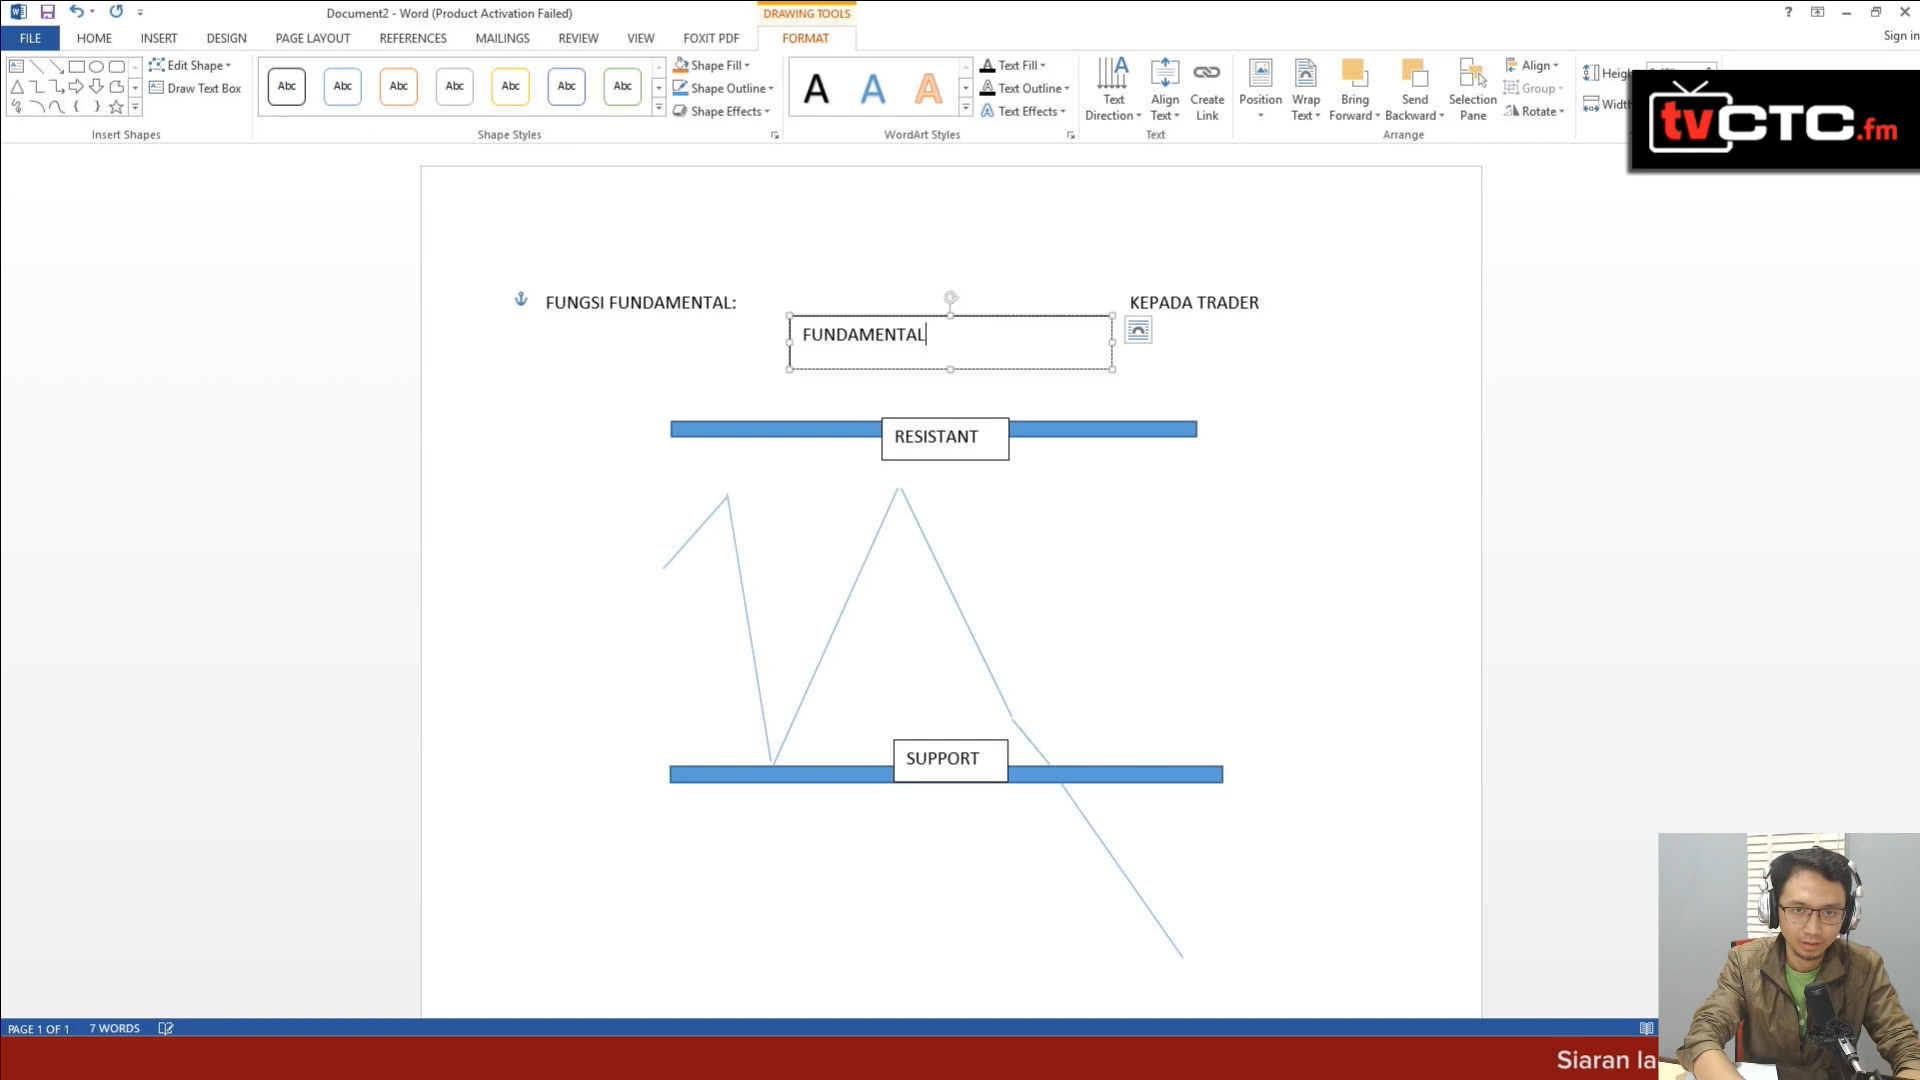 Document2 - Word (Product Activation Failed)
DRAWING TOOLS
?
FILE HOME INSERT DESIGN PAGE LAYOUT REFERENCES MAILINGS REVIEW VIEW FOXIT PDF FORMAT Sign in
Edit Shape
Draw Text Box
Insert Shapes
Abc Abc Abc Abc Abc Abc Abc
Shape Styles
Shape Fill
Shape Outline
Shape Effects
A A A
WordArt Styles
Text Fill
Text Outline
Text Effects
Text Direction
Align Text
Create Link
Text
Position
Wrap Text
Bring Forward
Send Backward
Selection Pane
Align
Group
Rotate
Arrange
tvCTC.fm
FUNGSI FUNDAMENTAL:
KEPADA TRADER
FUNDAMENTAL
RESISTANT
SUPPORT
PAGE 1 OF 1 7 WORDS
Siaran la